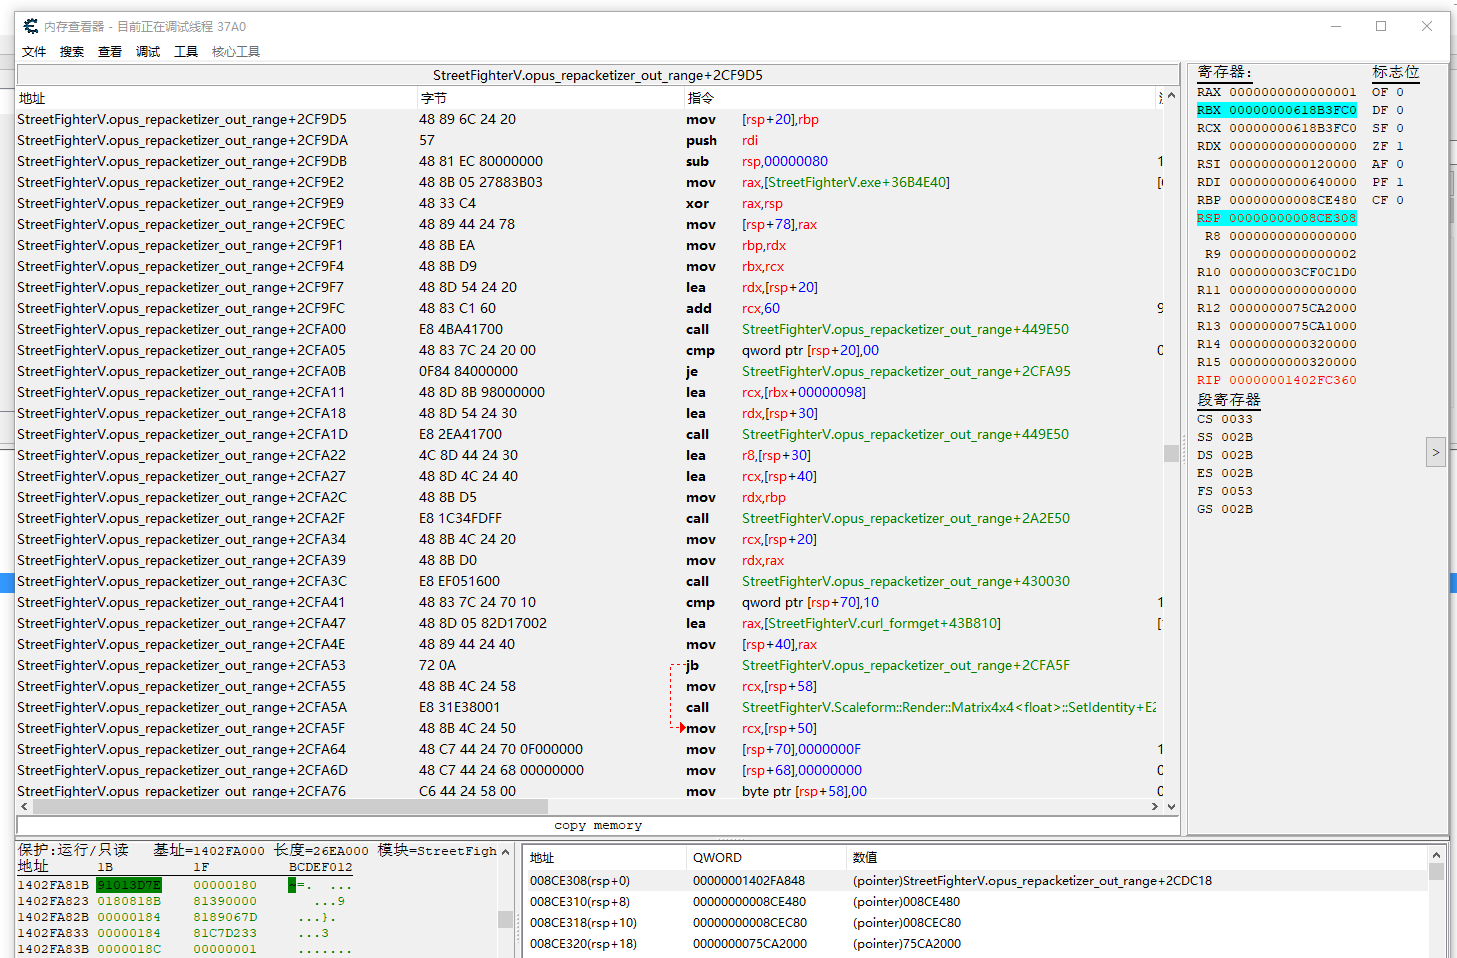 内存查看器 - 目前正在调试线程 37A0
文件 搜索 查看 调试 工具 核心工具
StreetFighterV.opus_repacketizer_out_range+2CF9D5
地址 字节 指令
StreetFighterV.opus_repacketizer_out_range+2CF9D5 48 89 6C 24 20 mov [rsp+20],rbp
StreetFighterV.opus_repacketizer_out_range+2CF9DA 57 push rdi
StreetFighterV.opus_repacketizer_out_range+2CF9DB 48 81 EC 80000000 sub rsp,00000080 1
StreetFighterV.opus_repacketizer_out_range+2CF9E2 48 8B 05 27883B03 mov rax,[StreetFighterV.exe+36B4E40]
StreetFighterV.opus_repacketizer_out_range+2CF9E9 48 33 C4 xor rax,rsp
StreetFighterV.opus_repacketizer_out_range+2CF9EC 48 89 44 24 78 mov [rsp+78],rax
StreetFighterV.opus_repacketizer_out_range+2CF9F1 48 8B EA mov rbp,rdx
StreetFighterV.opus_repacketizer_out_range+2CF9F4 48 8B D9 mov rbx,rcx
StreetFighterV.opus_repacketizer_out_range+2CF9F7 48 8D 54 24 20 lea rdx,[rsp+20]
StreetFighterV.opus_repacketizer_out_range+2CF9FC 48 83 C1 60 add rcx,60 9
StreetFighterV.opus_repacketizer_out_range+2CFA00 E8 4BA41700 call StreetFighterV.opus_repacketizer_out_range+449E50
StreetFighterV.opus_repacketizer_out_range+2CFA05 48 83 7C 24 20 00 cmp qword ptr [rsp+20],00 0
StreetFighterV.opus_repacketizer_out_range+2CFA0B 0F84 84000000 je StreetFighterV.opus_repacketizer_out_range+2CFA95
StreetFighterV.opus_repacketizer_out_range+2CFA11 48 8D 8B 98000000 lea rcx,[rbx+00000098]
StreetFighterV.opus_repacketizer_out_range+2CFA18 48 8D 54 24 30 lea rdx,[rsp+30]
StreetFighterV.opus_repacketizer_out_range+2CFA1D E8 2EA41700 call StreetFighterV.opus_repacketizer_out_range+449E50
StreetFighterV.opus_repacketizer_out_range+2CFA22 4C 8D 44 24 30 lea r8,[rsp+30]
StreetFighterV.opus_repacketizer_out_range+2CFA27 48 8D 4C 24 40 lea rcx,[rsp+40]
StreetFighterV.opus_repacketizer_out_range+2CFA2C 48 8B D5 mov rdx,rbp
StreetFighterV.opus_repacketizer_out_range+2CFA2F E8 1C34FDFF call StreetFighterV.opus_repacketizer_out_range+2A2E50
StreetFighterV.opus_repacketizer_out_range+2CFA34 48 8B 4C 24 20 mov rcx,[rsp+20]
StreetFighterV.opus_repacketizer_out_range+2CFA39 48 8B D0 mov rdx,rax
StreetFighterV.opus_repacketizer_out_range+2CFA3C E8 EF051600 call StreetFighterV.opus_repacketizer_out_range+430030
StreetFighterV.opus_repacketizer_out_range+2CFA41 48 83 7C 24 70 10 cmp qword ptr [rsp+70],10 1
StreetFighterV.opus_repacketizer_out_range+2CFA47 48 8D 05 82D17002 lea rax,[StreetFighterV.curl_formget+43B810]
StreetFighterV.opus_repacketizer_out_range+2CFA4E 48 89 44 24 40 mov [rsp+40],rax
StreetFighterV.opus_repacketizer_out_range+2CFA53 72 0A jb StreetFighterV.opus_repacketizer_out_range+2CFA5F
StreetFighterV.opus_repacketizer_out_range+2CFA55 48 8B 4C 24 58 mov rcx,[rsp+58]
StreetFighterV.opus_repacketizer_out_range+2CFA5A E8 31E38001 call StreetFighterV.Scaleform::Render::Matrix4x4<float>::SetIdentity+E2
StreetFighterV.opus_repacketizer_out_range+2CFA5F 48 8B 4C 24 50 mov rcx,[rsp+50]
StreetFighterV.opus_repacketizer_out_range+2CFA64 48 C7 44 24 70 0F000000 mov [rsp+70],0000000F 1
StreetFighterV.opus_repacketizer_out_range+2CFA6D 48 C7 44 24 68 00000000 mov [rsp+68],00000000 0
StreetFighterV.opus_repacketizer_out_range+2CFA76 C6 44 24 58 00 mov byte ptr [rsp+58],00 0
copy memory
寄存器: 标志位
RAX 0000000000000001 OF 0
RBX 00000000618B3FC0 DF 0
RCX 00000000618B3FC0 SF 0
RDX 0000000000000000 ZF 1
RSI 0000000000120000 AF 0
RDI 0000000000640000 PF 1
RBP 00000000008CE480 CF 0
RSP 00000000008CE308
R8 0000000000000000
R9 0000000000000002
R10 000000003CF0C1D0
R11 0000000000000000
R12 0000000075CA2000
R13 0000000075CA1000
R14 0000000000320000
R15 0000000000320000
RIP 00000001402FC360
段寄存器
CS 0033
SS 002B
DS 002B
ES 002B
FS 0053
GS 002B
>
保护:运行/只读 基址=1402FA000 长度=26EA000 模块=StreetFigh
地址 1B 1F BCDEF012
1402FA81B 91013D7E 00000180 ~=. ...
1402FA823 0180818B 81390000 ...9
1402FA82B 00000184 8189067D ...}.
1402FA833 00000184 81C7D233 ...3
1402FA83B 0000018C 00000001 .......
地址 QWORD 数值
008CE308(rsp+0) 00000001402FA848 (pointer)StreetFighterV.opus_repacketizer_out_range+2CDC18
008CE310(rsp+8) 00000000008CE480 (pointer)008CE480
008CE318(rsp+10) 00000000008CEC80 (pointer)008CEC80
008CE320(rsp+18) 0000000075CA2000 (pointer)75CA2000